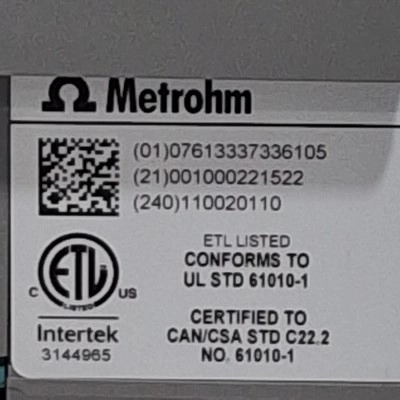 Metrohm
(01)07613337336105
(21)001000221522
(240)110020110
ETL LISTED
CONFORMS TO
UL STD 61010-1
ETL
LISTED
C US
Intertek
3144965
CERTIFIED TO
CAN/CSA STD C22.2
NO. 61010-1